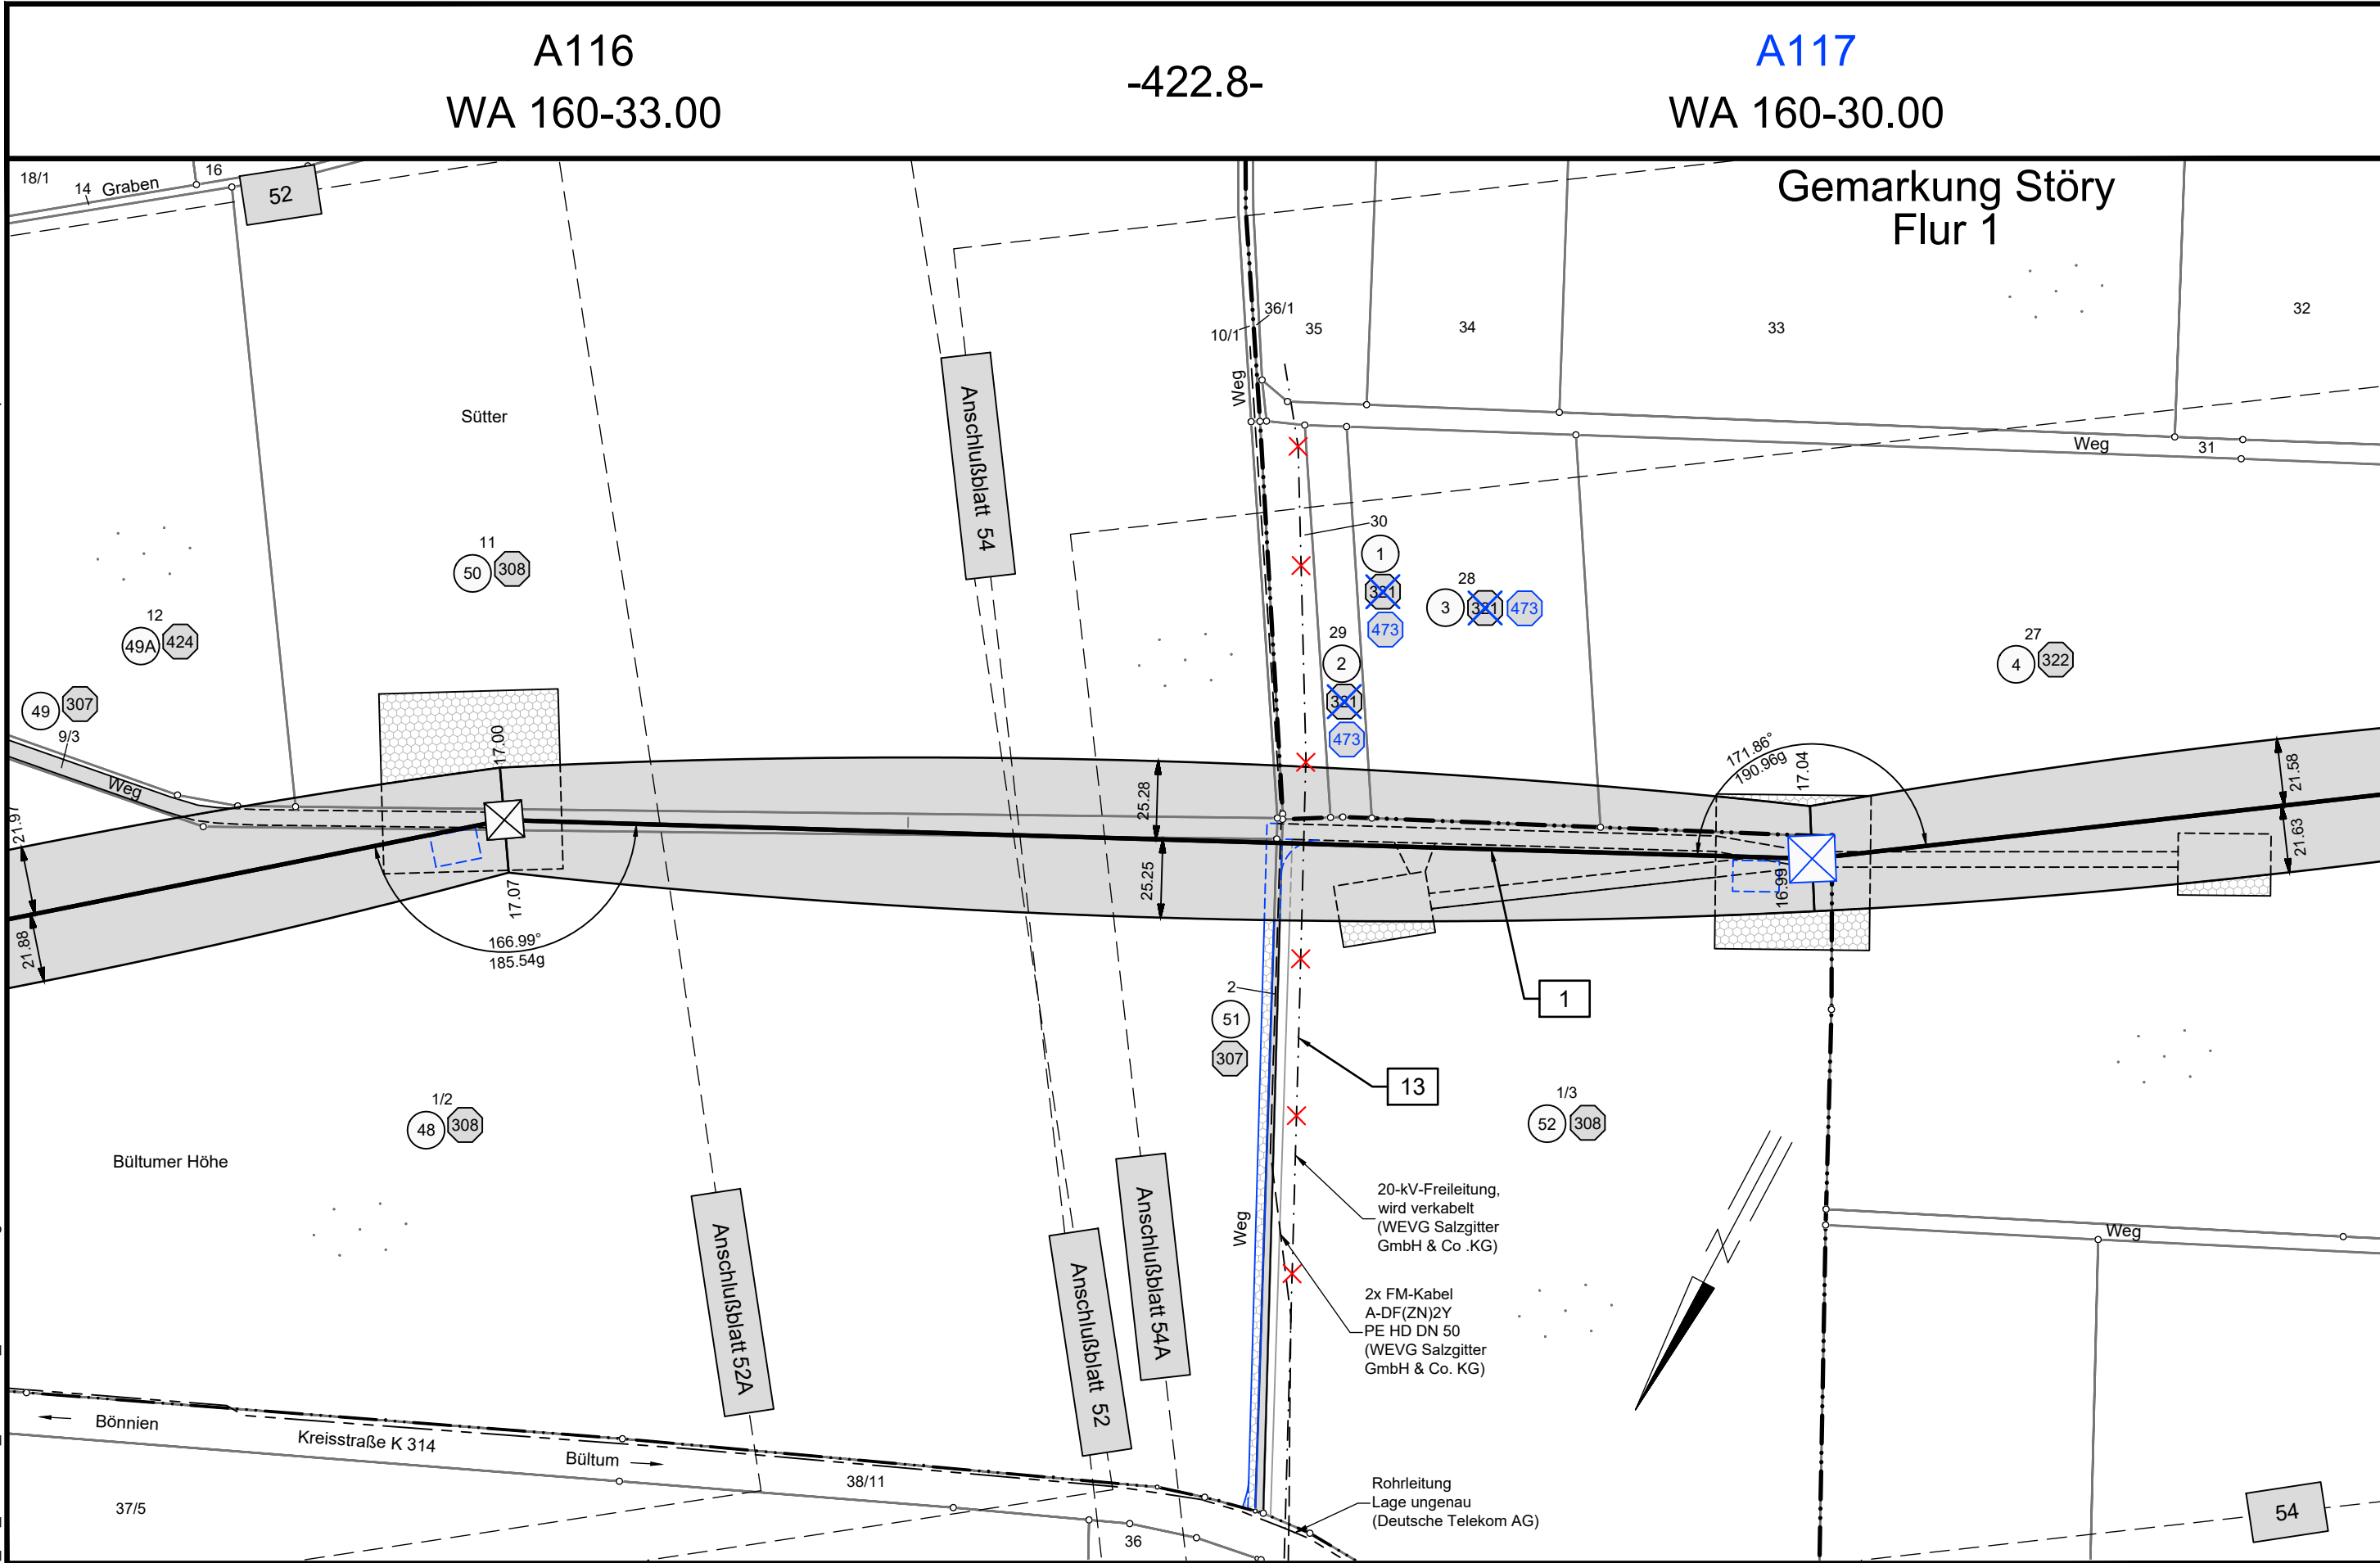 A116
WA 160-33.00
-422.8-
A117
WA 160-30.00
Gemarkung Störy
Flur 1
18/1
14
Graben
16
52
36/1
10/1
35
34
33
32
Weg
Sütter
Anschlußblatt 54
Weg
31
30
1
321
473
28
3
321
473
29
2
321
473
11
50
308
12
49A
424
27
4
322
49
307
9/3
Weg
17.00
17.07
21.97
21.88
166.99°
185.54g
25.28
25.25
171.86°
190.96g
17.04
16.99
21.58
21.63
2
51
307
1
13
1/3
52
308
1/2
48
308
Bültumer Höhe
Weg
20-kV-Freileitung,
wird verkabelt
(WEVG Salzgitter
GmbH & Co .KG)
2x FM-Kabel
A-DF(ZN)2Y
PE HD DN 50
(WEVG Salzgitter
GmbH & Co. KG)
Weg
Anschlußblatt 52A
Anschlußblatt 52
Anschlußblatt 54A
Bönnien
Kreisstraße K 314
Bültum
38/11
37/5
36
Rohrleitung
Lage ungenau
(Deutsche Telekom AG)
54